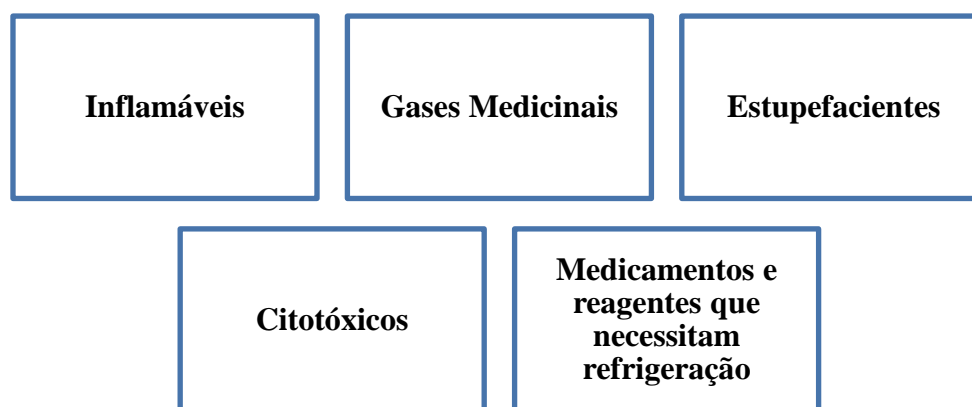 Inflamáveis
Gases Medicinais
Estupefacientes
Citotóxicos
Medicamentos e
reagentes que
necessitam
refrigeração